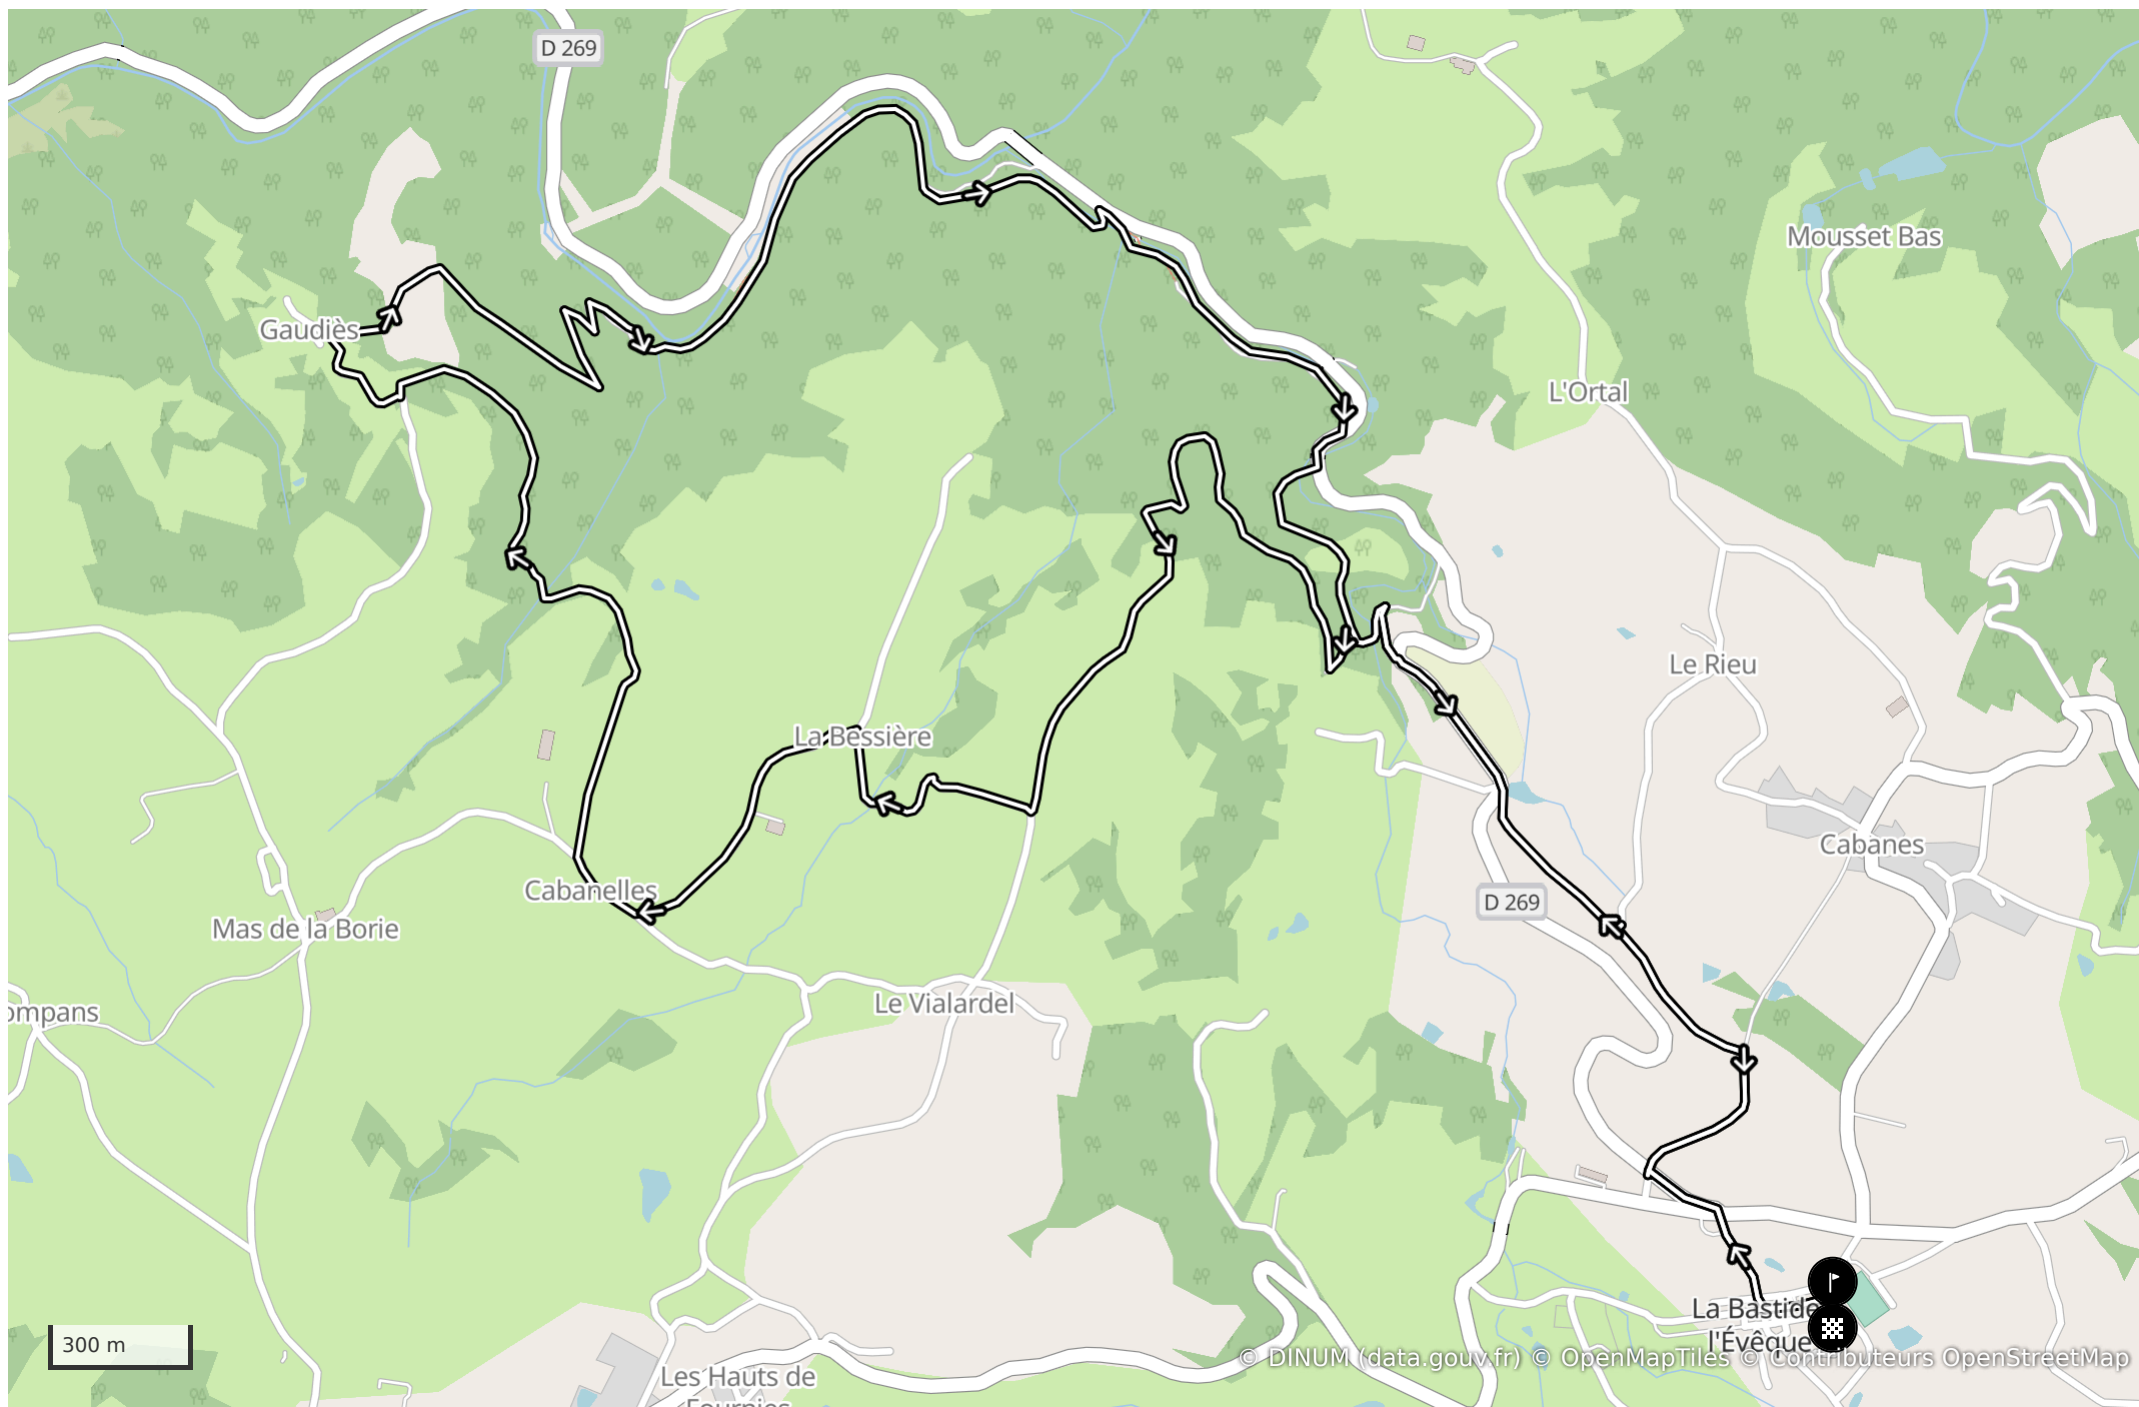 D 269
Mousset Bas
Gaudiès
L'Ortal
Le Rieu
La Bessière
Cabanes
Cabanelles
D 269
Mas de la Borie
Le Vialardel
ompans
La Bastide
l'Évêque
300 m
© DINUM (data.gouv.fr) © OpenMapTiles © Contributeurs OpenStreetMap
Les Hauts de
Fournies